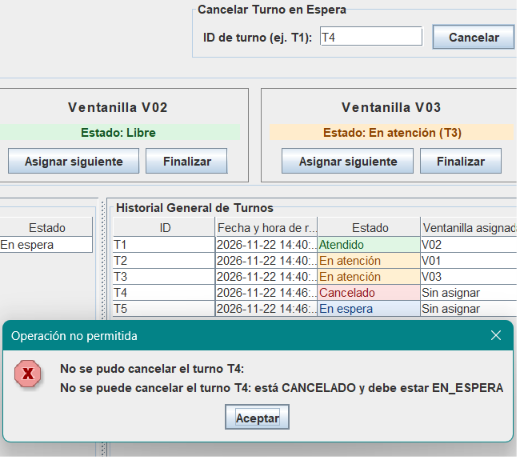 Cancelar Turno en Espera
ID de turno (ej. T1): T4 Cancelar
Ventanilla V02
Estado: Libre
Asignar siguiente Finalizar
Ventanilla V03
Estado: En atención (T3)
Asignar siguiente Finalizar
Estado
En espera
Historial General de Turnos
ID Fecha y hora de r... Estado Ventanilla asignad
T1 2026-11-22 14:40:... Atendido V02
T2 2026-11-22 14:40:... En atención V01
T3 2026-11-22 14:40:... En atención V03
T4 2026-11-22 14:46:... Cancelado Sin asignar
T5 2026-11-22 14:46:... En espera Sin asignar
Operación no permitida
No se pudo cancelar el turno T4:
No se puede cancelar el turno T4: está CANCELADO y debe estar EN_ESPERA
Aceptar